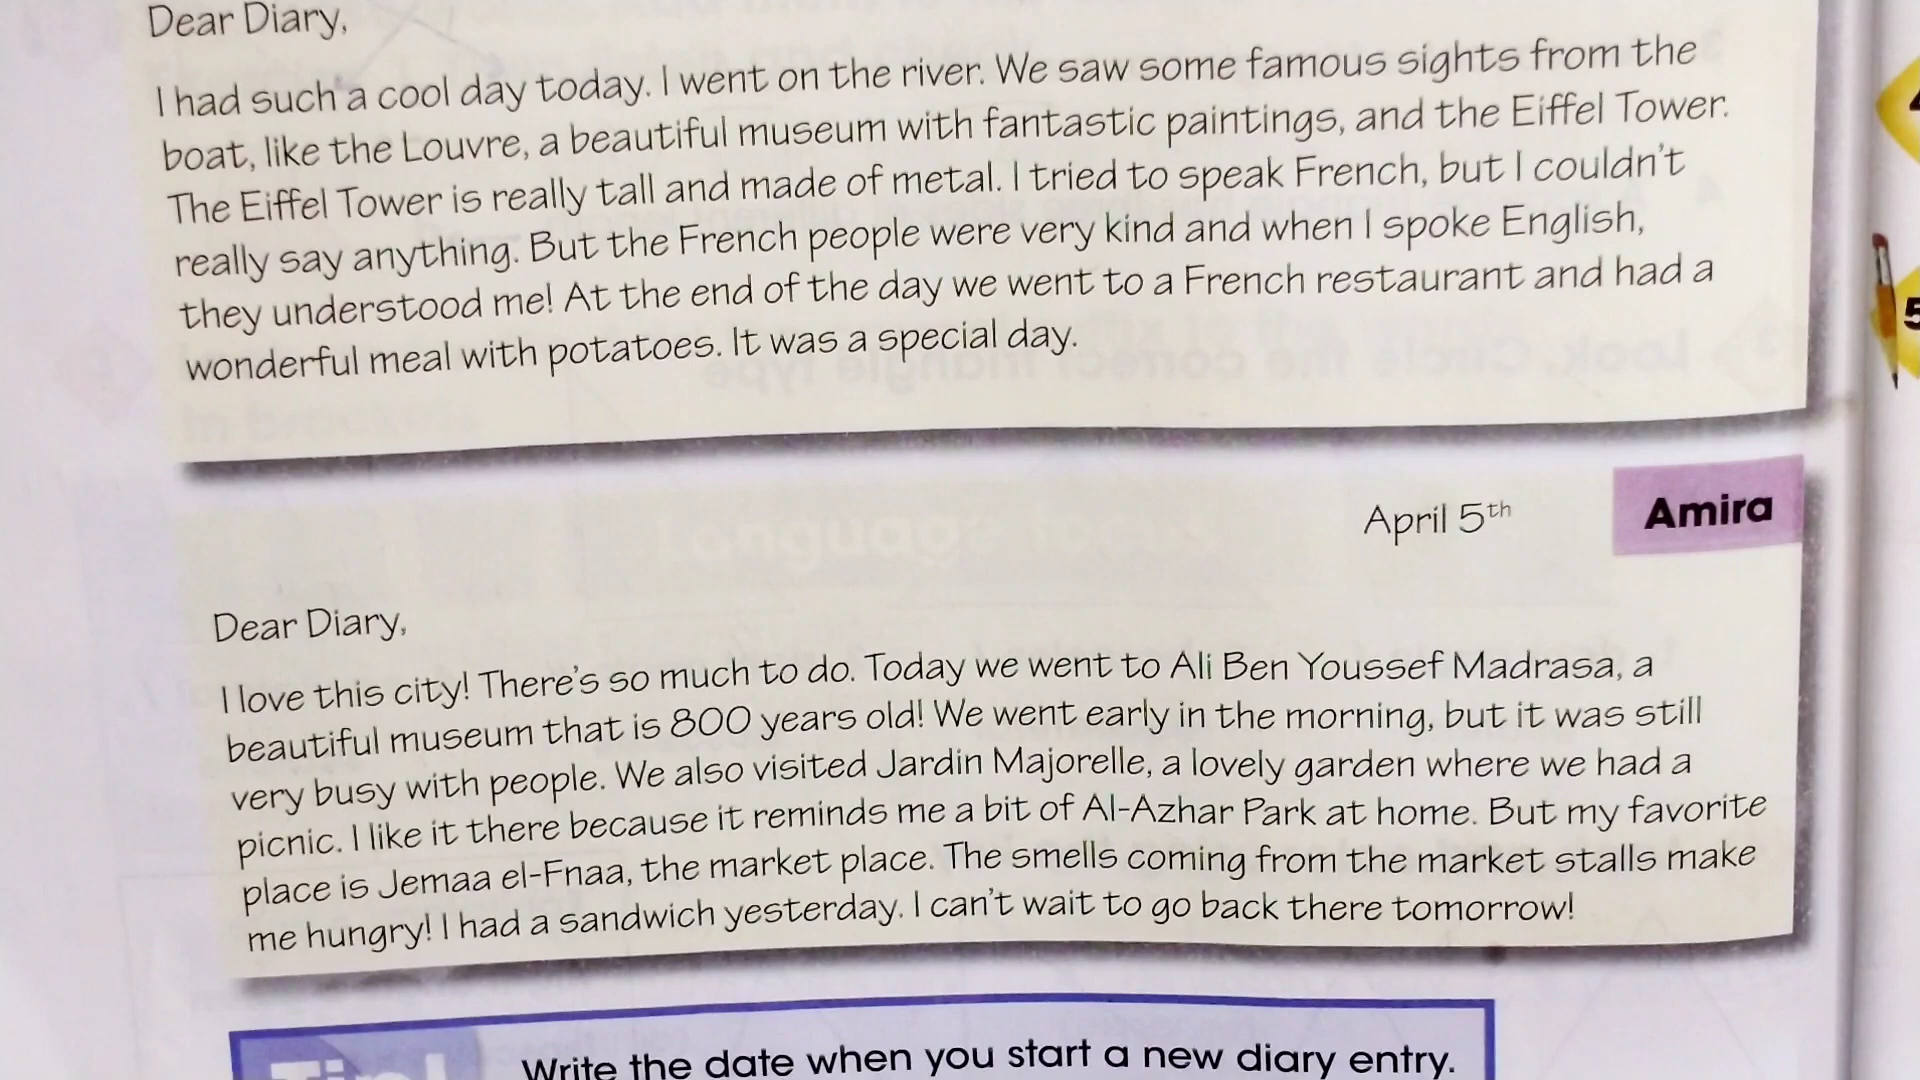 Dear Diary,
I had such a cool day today. I went on the river. We saw some famous sights from the
boat, like the Louvre, a beautiful museum with fantastic paintings, and the Eiffel Tower.
The Eiffel Tower is really tall and made of metal. I tried to speak French, but I couldn't
really say anything. But the French people were very kind and when I spoke English,
they understood me! At the end of the day we went to a French restaurant and had a
wonderful meal with potatoes. It was a special day.
April 5th
Amira
Dear Diary,
I love this city! There's so much to do. Today we went to Ali Ben Youssef Madrasa, a
beautiful museum that is 800 years old! We went early in the morning, but it was still
very busy with people. We also visited Jardin Majorelle, a lovely garden where we had a
picnic. I like it there because it reminds me a bit of Al-Azhar Park at home. But my favorite
place is Jemaa el-Fnaa, the market place. The smells coming from the market stalls make
me hungry! I had a sandwich yesterday. I can't wait to go back there tomorrow!
Tip!
Write the date when you start a new diary entry.
5